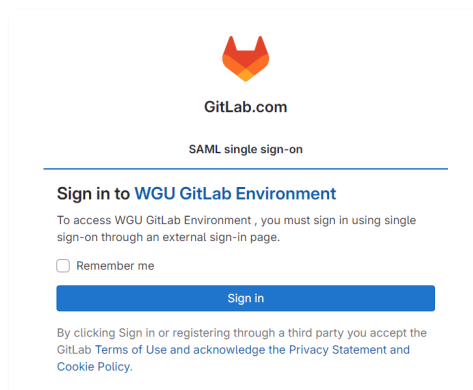 GitLab.com
SAML single sign-on
Sign in to WGU GitLab Environment
To access WGU GitLab Environment , you must sign in using single
sign-on through an external sign-in page.
Remember me
Sign in
By clicking Sign in or registering through a third party you accept the
GitLab Terms of Use and acknowledge the Privacy Statement and
Cookie Policy.